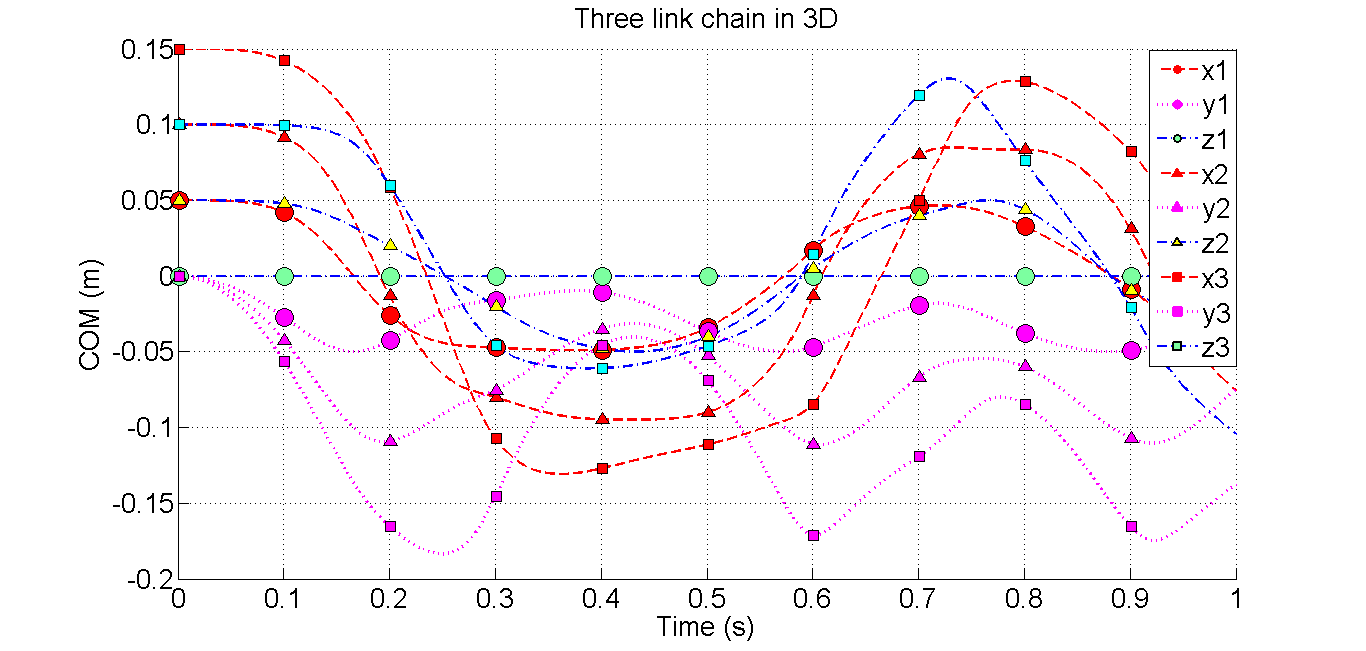 Three link chain in 3D
0.15
0.1
0.05
0
-0.05
-0.1
-0.15
-0.2
COM (m)
0 0.1 0.2 0.3 0.4 0.5 0.6 0.7 0.8 0.9 1
Time (s)
x1
y1
z1
x2
y2
z2
x3
y3
z3